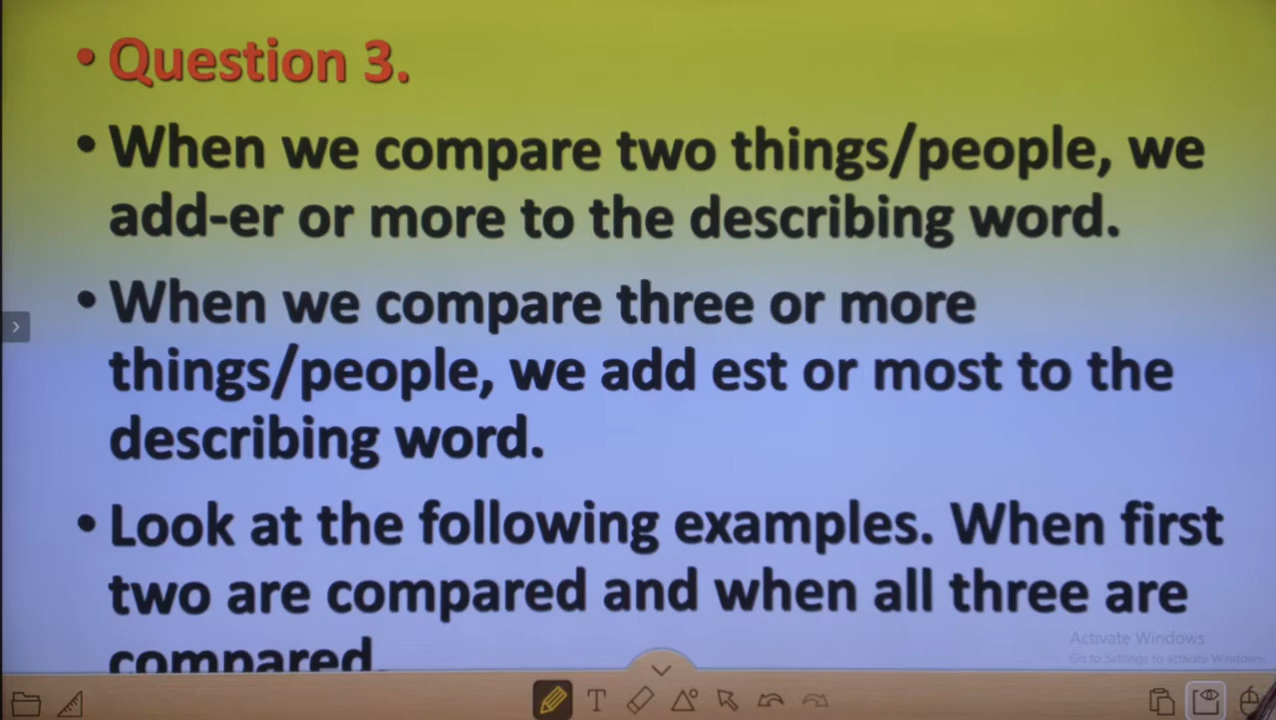 • Question 3.
• When we compare two things/people, we
add-er or more to the describing word.
• When we compare three or more
things/people, we add est or most to the
describing word.
• Look at the following examples. When first
two are compared and when all three are
compared.
Activate Windows
Go to Settings to activate Windows.
T